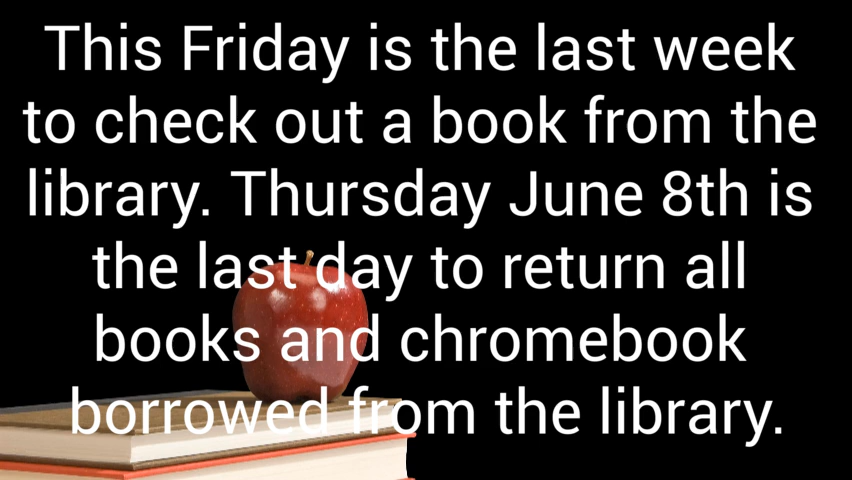 This Friday is the last week
to check out a book from the
library. Thursday June 8th is
the last day to return all
books and chromebook
borrowed from the library.